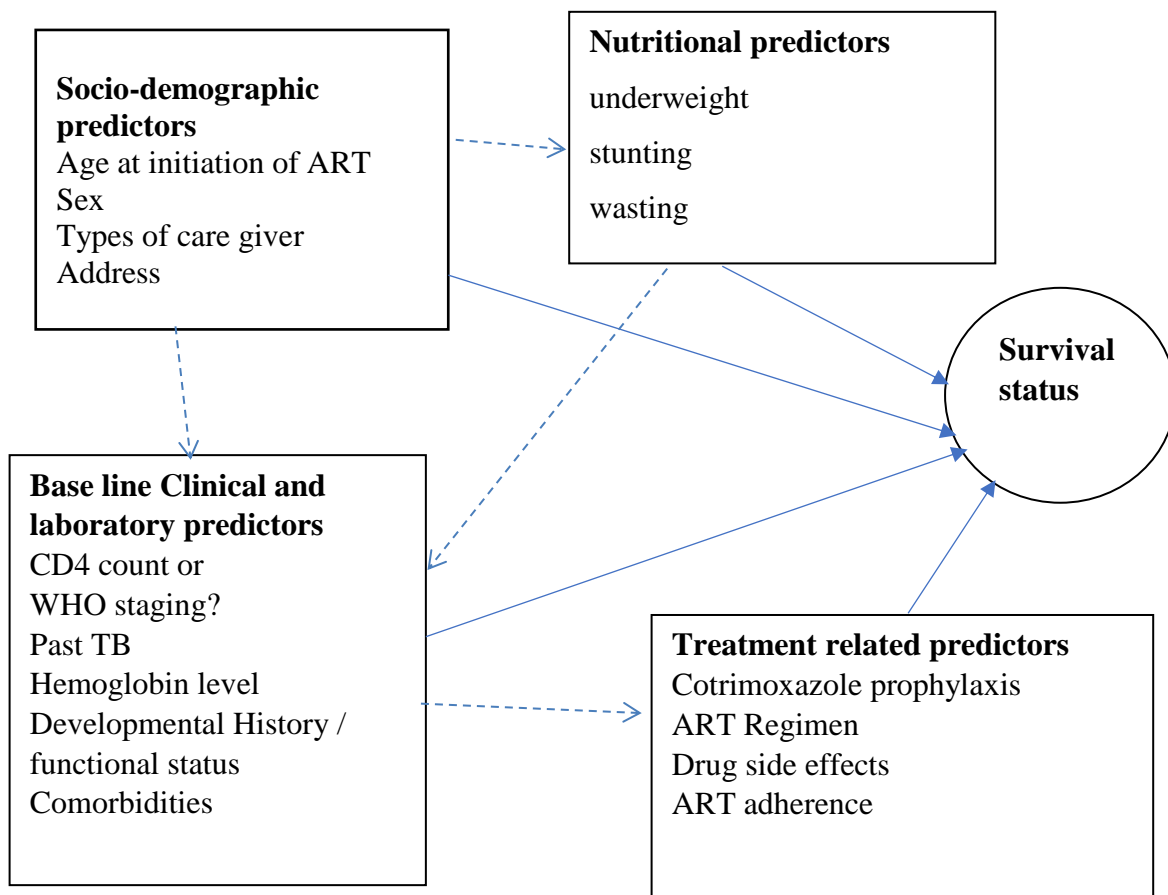 Socio-demographic
predictors
Age at initiation of ART
Sex
Types of care giver
Address
Nutritional predictors
underweight
stunting
wasting
Survival
status
Base line Clinical and
laboratory predictors
CD4 count or
WHO staging?
Past TB
Hemoglobin level
Developmental History /
functional status
Comorbidities
Treatment related predictors
Cotrimoxazole prophylaxis
ART Regimen
Drug side effects
ART adherence